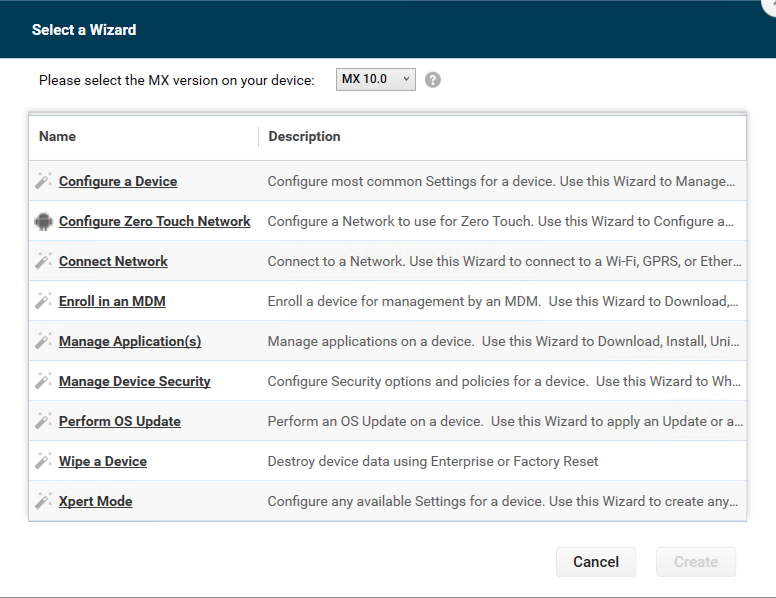 Select a Wizard
Please select the MX version on your device: MX 10.0 ?
Name Description
Configure a Device Configure most common Settings for a device. Use this Wizard to Manage...
Configure Zero Touch Network Configure a Network to use for Zero Touch. Use this Wizard to Configure a...
Connect Network Connect to a Network. Use this Wizard to connect to a Wi-Fi, GPRS, or Ether...
Enroll in an MDM Enroll a device for management by an MDM. Use this Wizard to Download,...
Manage Application(s) Manage applications on a device. Use this Wizard to Download, Install, Uni...
Manage Device Security Configure Security options and policies for a device. Use this Wizard to Wh...
Perform OS Update Perform an OS Update on a device. Use this Wizard to apply an Update or a...
Wipe a Device Destroy device data using Enterprise or Factory Reset
Xpert Mode Configure any available Settings for a device. Use this Wizard to create any...
Cancel Create